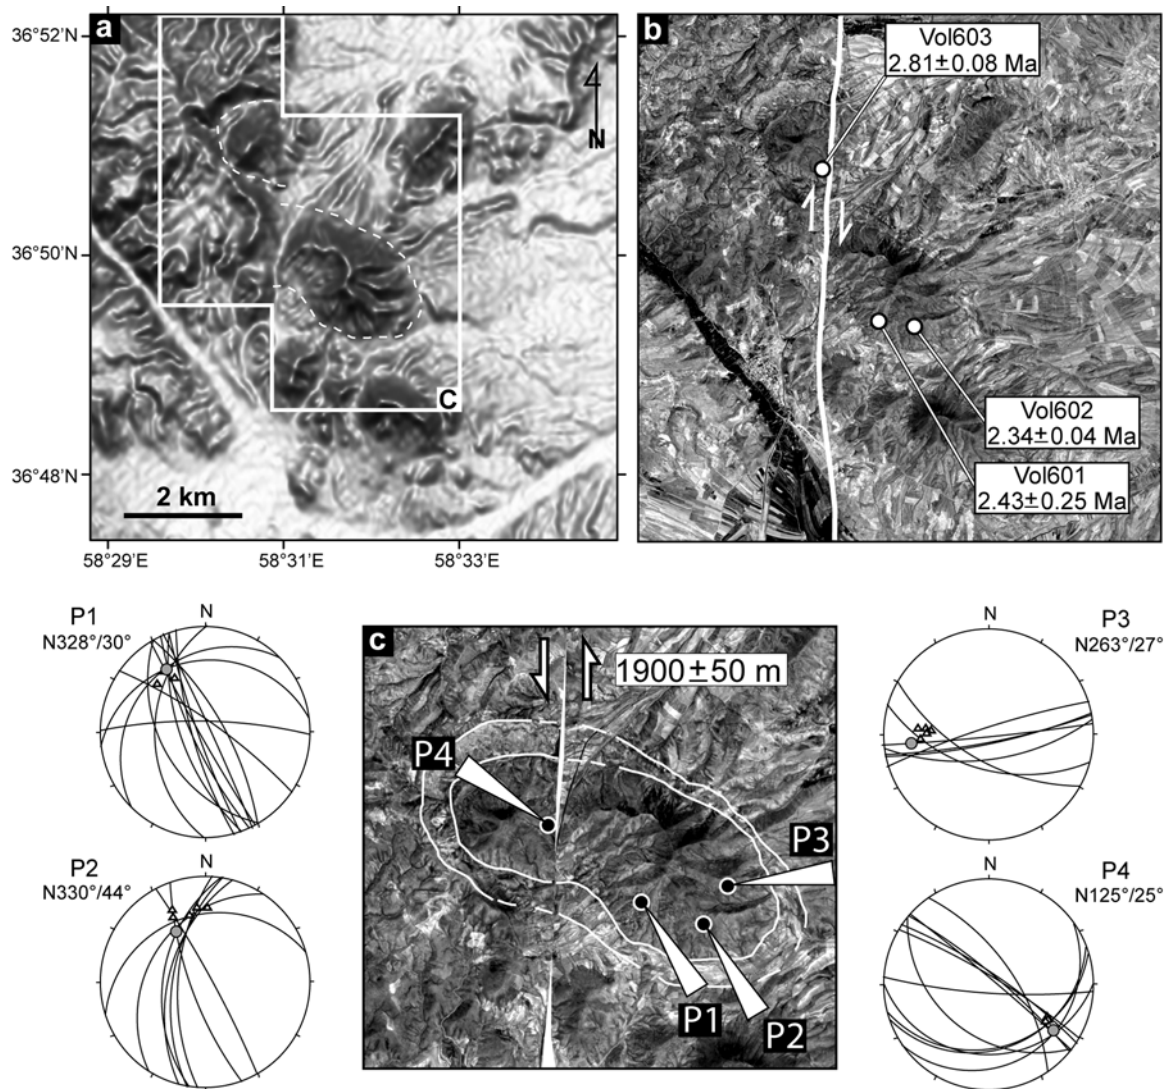 a
36°52'N
36°50'N
36°48'N
N
C
2 km
58°29'E
58°31'E
58°33'E
b
Vol603
2.81±0.08 Ma
Vol602
2.34±0.04 Ma
Vol601
2.43±0.25 Ma
P1
N328°/30°
N
P2
N330°/44°
N
c
1900±50 m
P4
P3
P1
P2
N
P3
N263°/27°
N
P4
N125°/25°